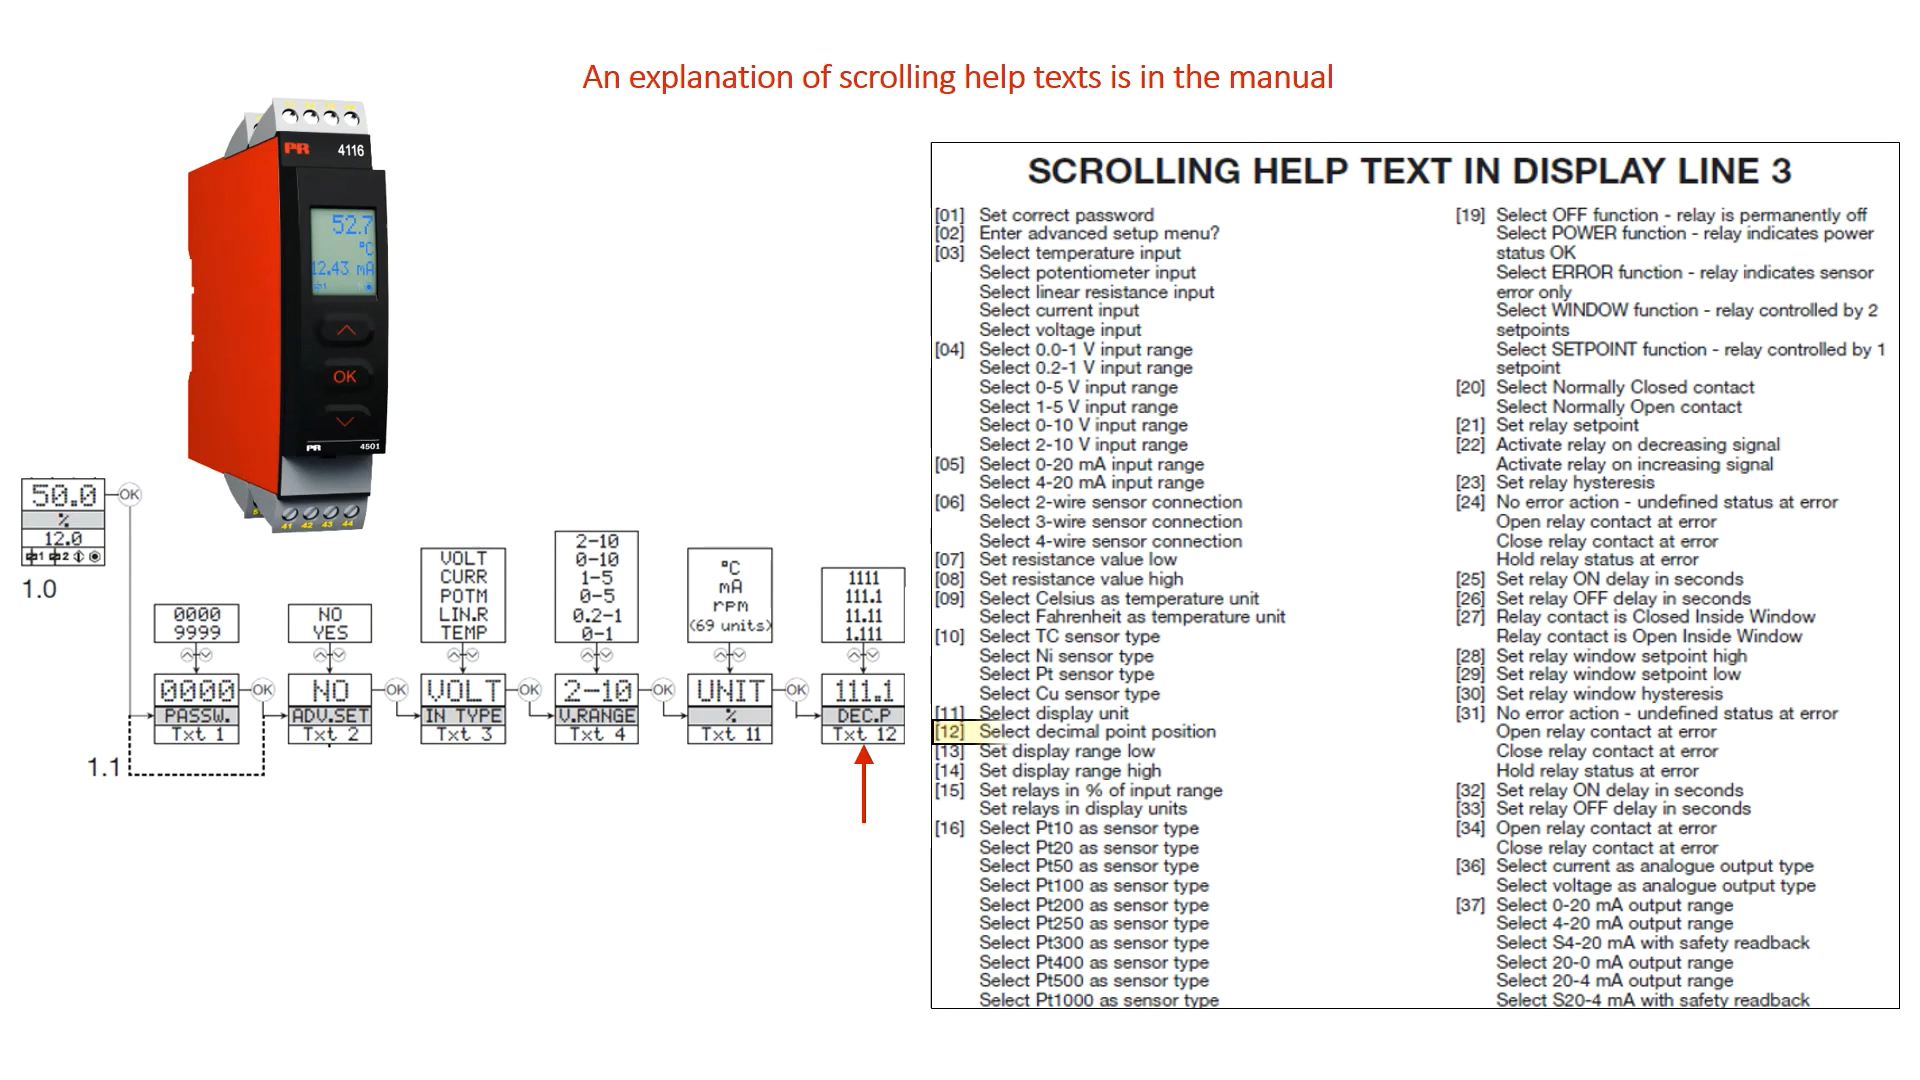 An explanation of scrolling help texts is in the manual
PR 4116
52.7
°C
12.43 mA
OK
PR 4501
41 42 43 44
50.0
%
12.0
1 2
OK
1.0
1.1
0000
9999
0000
PASSW.
Txt 1
OK
NO
YES
NO
ADV.SET
Txt 2
OK
VOLT
CURR
POTM
LIN.R
TEMP
VOLT
IN TYPE
Txt 3
OK
2-10
0-10
1-5
0-5
0.2-1
0-1
2-10
V.RANGE
Txt 4
OK
°C
mA
rpm
(69 units)
UNIT
%
Txt 11
OK
1111
111.1
11.11
1.111
111.1
DEC.P
Txt 12
SCROLLING HELP TEXT IN DISPLAY LINE 3
[01] Set correct password
[02] Enter advanced setup menu?
[03] Select temperature input
Select potentiometer input
Select linear resistance input
Select current input
Select voltage input
[04] Select 0.0-1 V input range
Select 0.2-1 V input range
Select 0-5 V input range
Select 1-5 V input range
Select 0-10 V input range
Select 2-10 V input range
[05] Select 0-20 mA input range
Select 4-20 mA input range
[06] Select 2-wire sensor connection
Select 3-wire sensor connection
Select 4-wire sensor connection
[07] Set resistance value low
[08] Set resistance value high
[09] Select Celsius as temperature unit
Select Fahrenheit as temperature unit
[10] Select TC sensor type
Select Ni sensor type
Select Pt sensor type
Select Cu sensor type
[11] Select display unit
[12] Select decimal point position
[13] Set display range low
[14] Set display range high
[15] Set relays in % of input range
Set relays in display units
[16] Select Pt10 as sensor type
Select Pt20 as sensor type
Select Pt50 as sensor type
Select Pt100 as sensor type
Select Pt200 as sensor type
Select Pt250 as sensor type
Select Pt300 as sensor type
Select Pt400 as sensor type
Select Pt500 as sensor type
Select Pt1000 as sensor type
[19] Select OFF function - relay is permanently off
Select POWER function - relay indicates power
status OK
Select ERROR function - relay indicates sensor
error only
Select WINDOW function - relay controlled by 2
setpoints
Select SETPOINT function - relay controlled by 1
setpoint
[20] Select Normally Closed contact
Select Normally Open contact
[21] Set relay setpoint
[22] Activate relay on decreasing signal
Activate relay on increasing signal
[23] Set relay hysteresis
[24] No error action - undefined status at error
Open relay contact at error
Close relay contact at error
Hold relay status at error
[25] Set relay ON delay in seconds
[26] Set relay OFF delay in seconds
[27] Relay contact is Closed Inside Window
Relay contact is Open Inside Window
[28] Set relay window setpoint high
[29] Set relay window setpoint low
[30] Set relay window hysteresis
[31] No error action - undefined status at error
Open relay contact at error
Close relay contact at error
Hold relay status at error
[32] Set relay ON delay in seconds
[33] Set relay OFF delay in seconds
[34] Open relay contact at error
Close relay contact at error
[36] Select current as analogue output type
Select voltage as analogue output type
[37] Select 0-20 mA output range
Select 4-20 mA output range
Select S4-20 mA with safety readback
Select 20-0 mA output range
Select 20-4 mA output range
Select S20-4 mA with safety readback